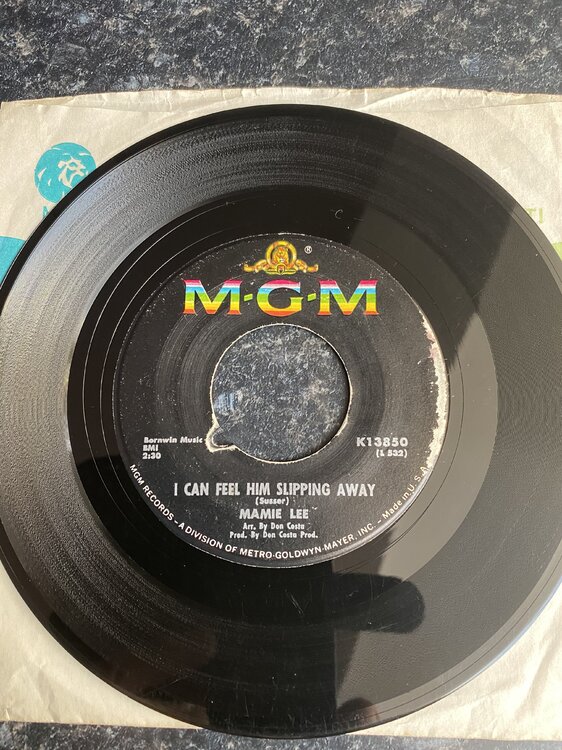 ®
M-G-M
Bornwin Music
BMI
2:30
K13850
(L 532)
I CAN FEEL HIM SLIPPING AWAY
(Susser)
MAMIE LEE
Arr. By Don Costa
Prod. By Don Costa Prod.
MGM RECORDS – A DIVISION OF METRO-GOLDWYN-MAYER, INC. – Made in U.S.A.